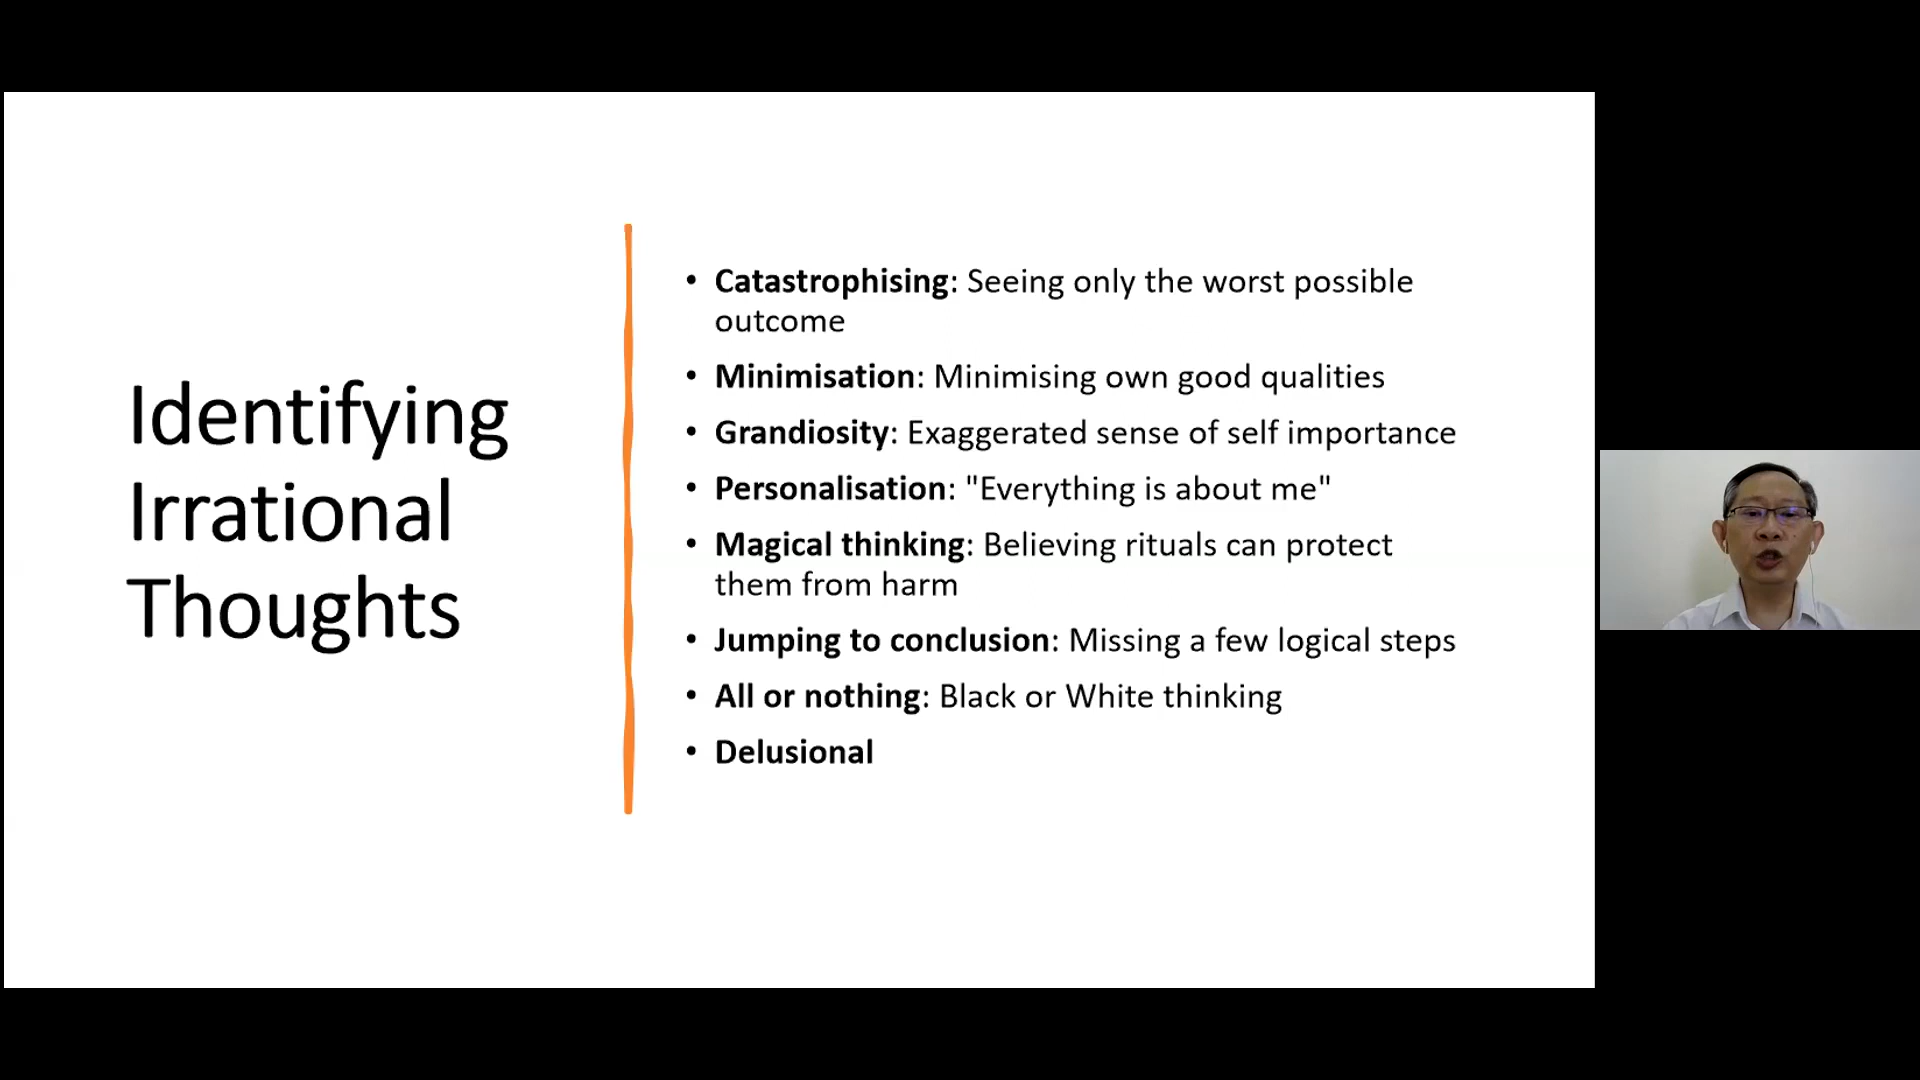 Identifying
Irrational
Thoughts
• Catastrophising: Seeing only the worst possible
outcome
• Minimisation: Minimising own good qualities
• Grandiosity: Exaggerated sense of self importance
• Personalisation: "Everything is about me"
• Magical thinking: Believing rituals can protect
them from harm
• Jumping to conclusion: Missing a few logical steps
• All or nothing: Black or White thinking
• Delusional